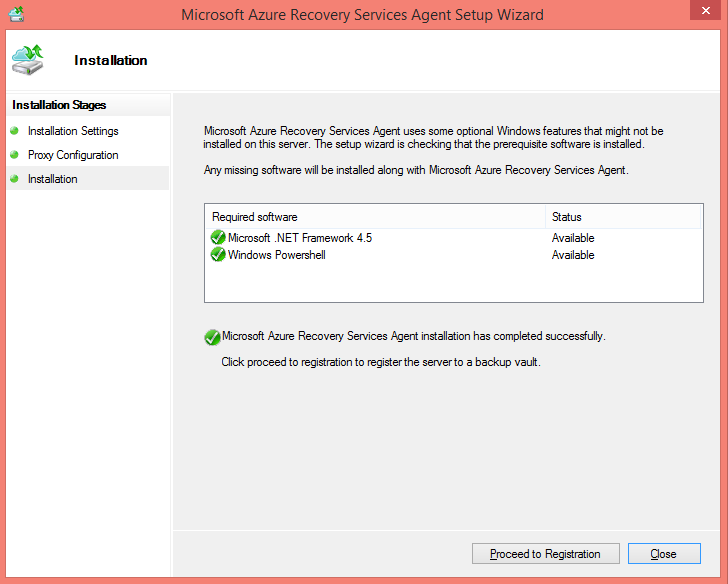 Microsoft Azure Recovery Services Agent Setup Wizard
Installation
Installation Stages
Installation Settings
Proxy Configuration
Installation
Microsoft Azure Recovery Services Agent uses some optional Windows features that might not be
installed on this server. The setup wizard is checking that the prerequisite software is installed.
Any missing software will be installed along with Microsoft Azure Recovery Services Agent.
Required software Status
Microsoft .NET Framework 4.5 Available
Windows Powershell Available
Microsoft Azure Recovery Services Agent installation has completed successfully.
Click proceed to registration to register the server to a backup vault.
Proceed to Registration Close